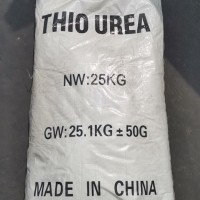 THIO UREA
NW:25KG
GW:25.1KG ± 50G
MADE IN CHINA